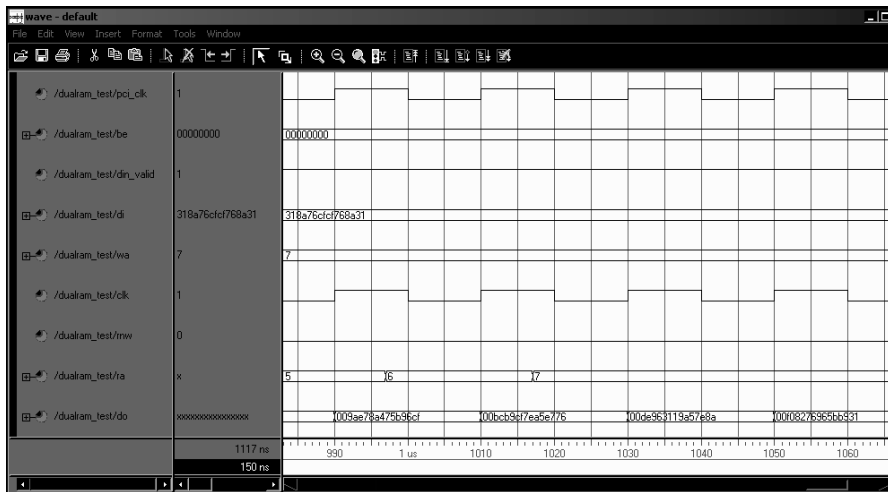 wave - default
File Edit View Insert Format Tools Window
/dualram_test/pci_clk 1
/dualram_test/be 00000000 00000000
/dualram_test/din_valid 1
/dualram_test/di 318a76cfcf768a31 318a76cfcf768a31
/dualram_test/wa 7 7
/dualram_test/clk 1
/dualram_test/rnw 0
/dualram_test/ra x 5 6 7
/dualram_test/do xxxxxxxxxxxxxxxx 009ae78a475b96cf 00bcb9cf7ea5e776 00de963119a57e8a 00f08276965bb931
1117 ns 990 1 us 1010 1020 1030 1040 1050 1060
150 ns